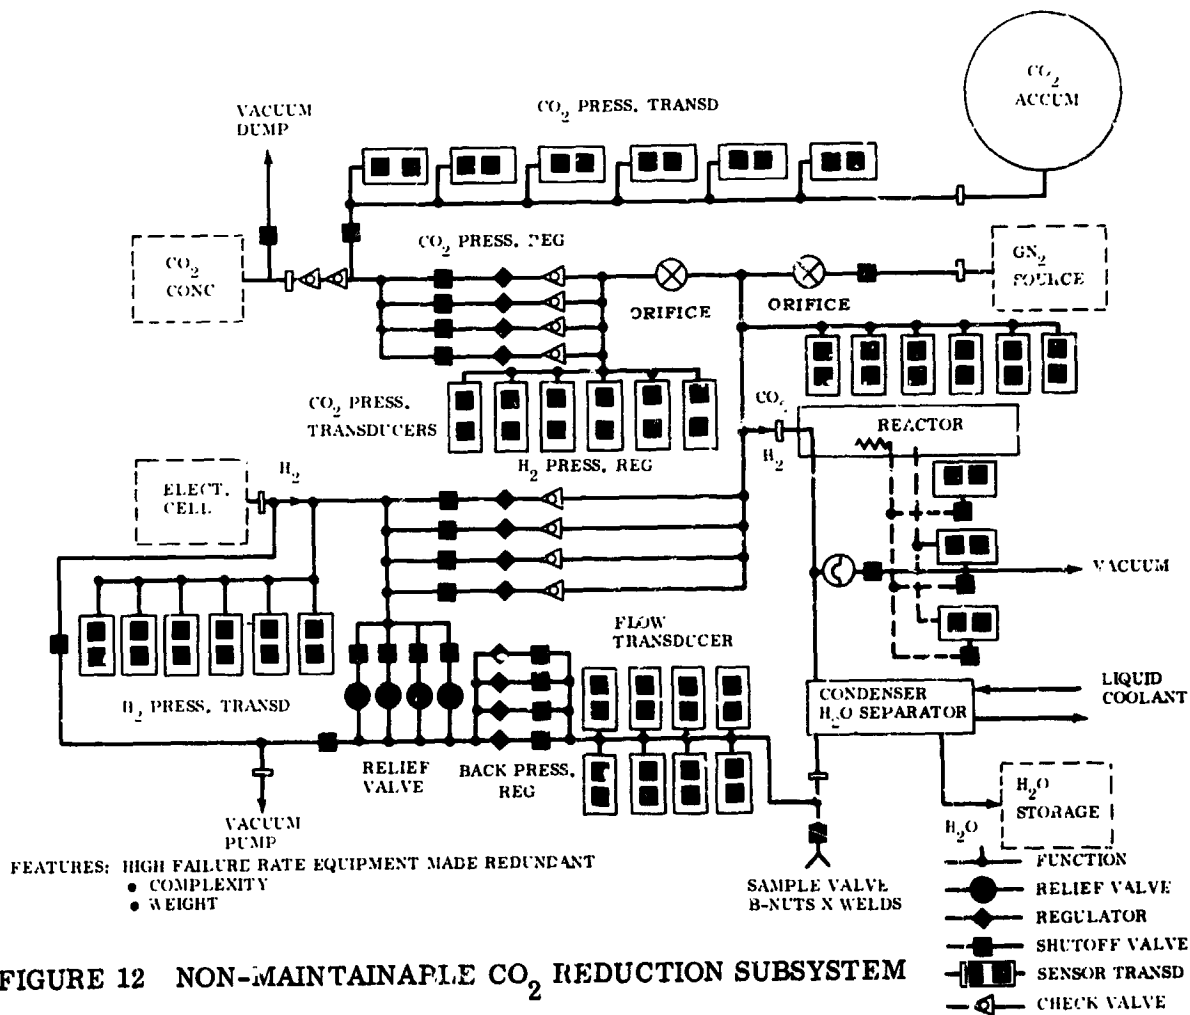 CO2
ACCUM
CO2 PRESS. TRANSD
VACUUM
DUMP
CO2 PRESS. REG
CO2
CONC
GN2
SOURCE
ORIFICE
ORIFICE
CO2 PRESS.
TRANSDUCERS
CO2
REACTOR
H2
H2 PRESS. REG
H2
ELECT.
CELL
VACUUM
FLOW
TRANSDUCER
LIQUID
COOLANT
CONDENSER
H2O SEPARATOR
H2 PRESS. TRANSD
RELIEF
VALVE
BACK PRESS.
REG
H2O
STORAGE
H2O
VACUUM
PUMP
FEATURES: HIGH FAILURE RATE EQUIPMENT MADE REDUNDANT
• COMPLEXITY
• WEIGHT
SAMPLE VALVE
B-NUTS X WELDS
FUNCTION
RELIEF VALVE
REGULATOR
SHUTOFF VALVE
SENSOR TRANSD
CHECK VALVE
FIGURE 12 NON-MAINTAINABLE CO2 REDUCTION SUBSYSTEM